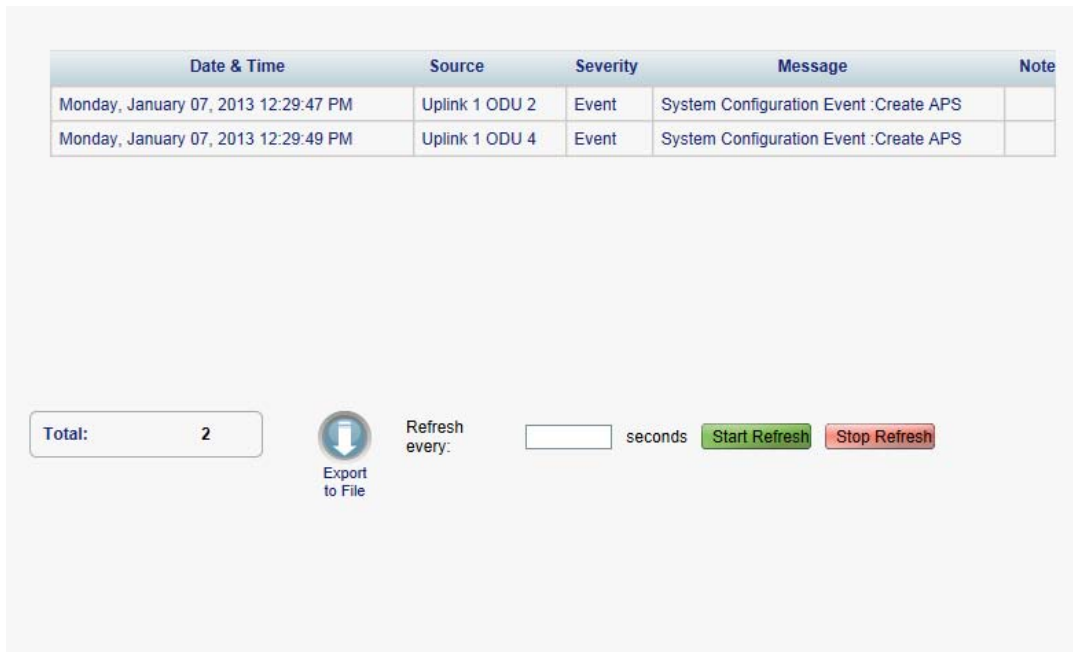 Date & Time Source Severity Message Note
Monday, January 07, 2013 12:29:47 PM Uplink 1 ODU 2 Event System Configuration Event :Create APS
Monday, January 07, 2013 12:29:49 PM Uplink 1 ODU 4 Event System Configuration Event :Create APS
Total: 2
Export
to File
Refresh
every:
seconds Start Refresh Stop Refresh